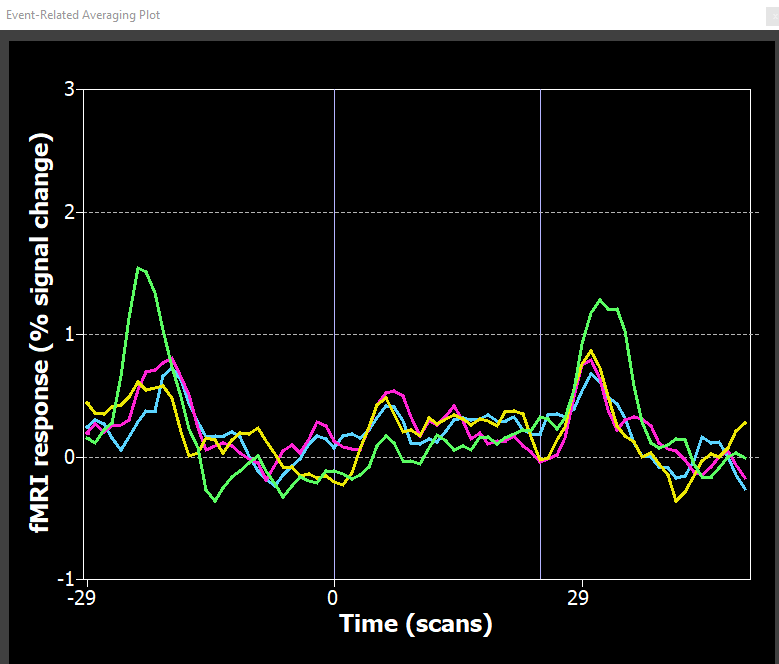 Event-Related Averaging Plot
3
2
1
0
-1
fMRI response (% signal change)
-29
0
29
Time (scans)